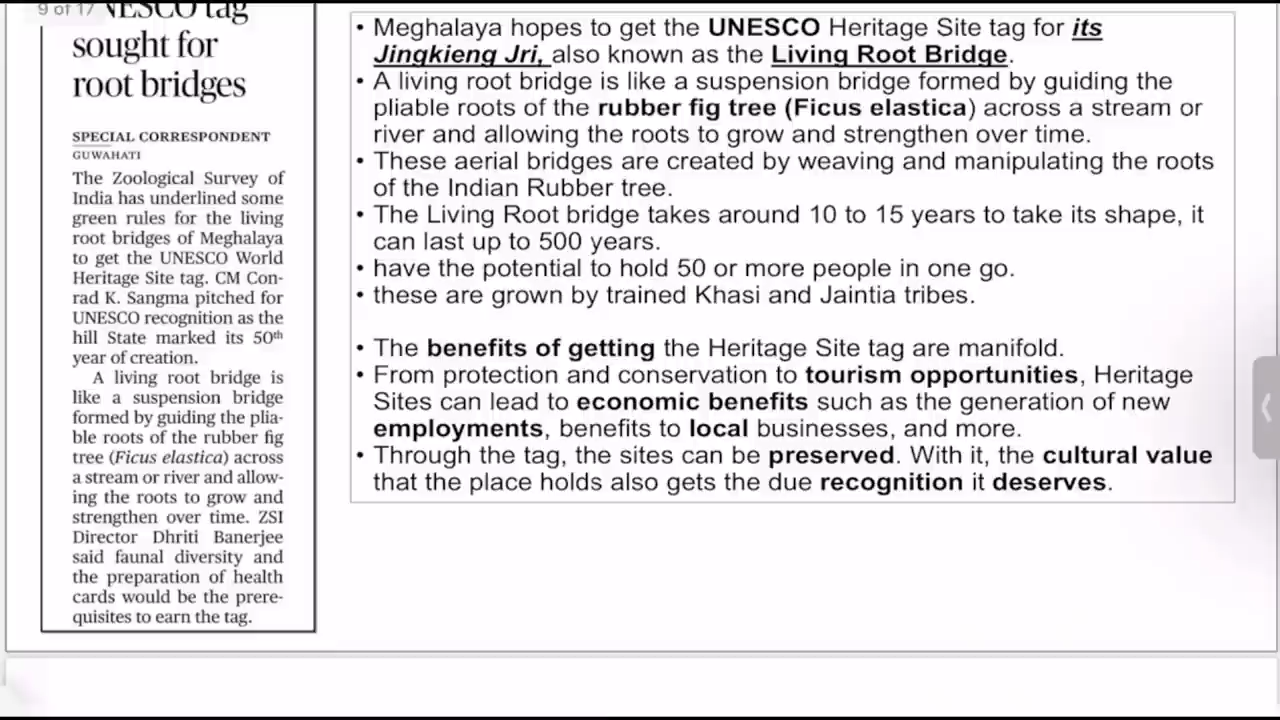 9 of 17
UNESCO tag
sought for
root bridges
SPECIAL CORRESPONDENT
GUWAHATI
The Zoological Survey of
India has underlined some
green rules for the living
root bridges of Meghalaya
to get the UNESCO World
Heritage Site tag. CM Con-
rad K. Sangma pitched for
UNESCO recognition as the
hill State marked its 50th
year of creation.
A living root bridge is
like a suspension bridge
formed by guiding the plia-
ble roots of the rubber fig
tree (Ficus elastica) across
a stream or river and allow-
ing the roots to grow and
strengthen over time. ZSI
Director Dhriti Banerjee
said faunal diversity and
the preparation of health
cards would be the prere-
quisites to earn the tag.
• Meghalaya hopes to get the UNESCO Heritage Site tag for its
Jingkieng Jri, also known as the Living Root Bridge.
• A living root bridge is like a suspension bridge formed by guiding the
pliable roots of the rubber fig tree (Ficus elastica) across a stream or
river and allowing the roots to grow and strengthen over time.
• These aerial bridges are created by weaving and manipulating the roots
of the Indian Rubber tree.
• The Living Root bridge takes around 10 to 15 years to take its shape, it
can last up to 500 years.
• have the potential to hold 50 or more people in one go.
• these are grown by trained Khasi and Jaintia tribes.
• The benefits of getting the Heritage Site tag are manifold.
• From protection and conservation to tourism opportunities, Heritage
Sites can lead to economic benefits such as the generation of new
employments, benefits to local businesses, and more.
• Through the tag, the sites can be preserved. With it, the cultural value
that the place holds also gets the due recognition it deserves.